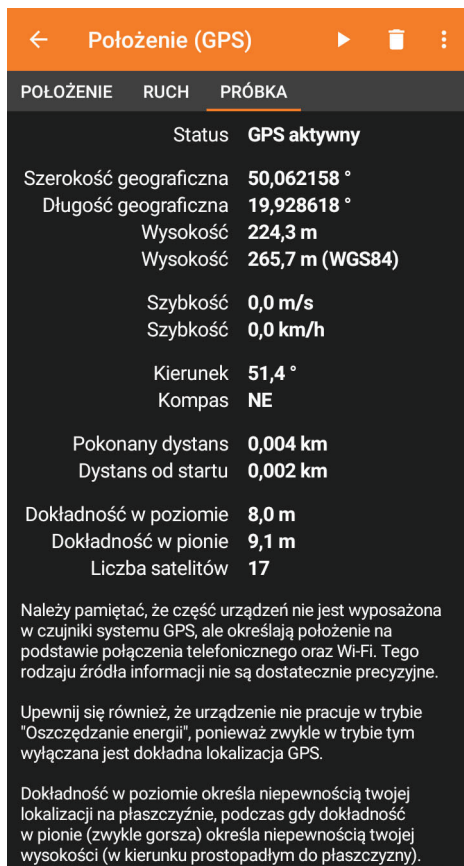 Położenie (GPS)
POŁOŻENIE RUCH PRÓBKA
Status GPS aktywny
Szerokość geograficzna 50,062158 °
Długość geograficzna 19,928618 °
Wysokość 224,3 m
Wysokość 265,7 m (WGS84)
Szybkość 0,0 m/s
Szybkość 0,0 km/h
Kierunek 51,4 °
Kompas NE
Pokonany dystans 0,004 km
Dystans od startu 0,002 km
Dokładność w poziomie 8,0 m
Dokładność w pionie 9,1 m
Liczba satelitów 17
Należy pamiętać, że część urządzeń nie jest wyposażona
w czujniki systemu GPS, ale określają położenie na
podstawie połączenia telefonicznego oraz Wi-Fi. Tego
rodzaju źródła informacji nie są dostatecznie precyzyjne.
Upewnij się również, że urządzenie nie pracuje w trybie
"Oszczędzanie energii", ponieważ zwykle w trybie tym
wyłączana jest dokładna lokalizacja GPS.
Dokładność w poziomie określa niepewnością twojej
lokalizacji na płaszczyźnie, podczas gdy dokładność
w pionie (zwykle gorsza) określa niepewnością twojej
wysokości (w kierunku prostopadłym do płaszczyzny).